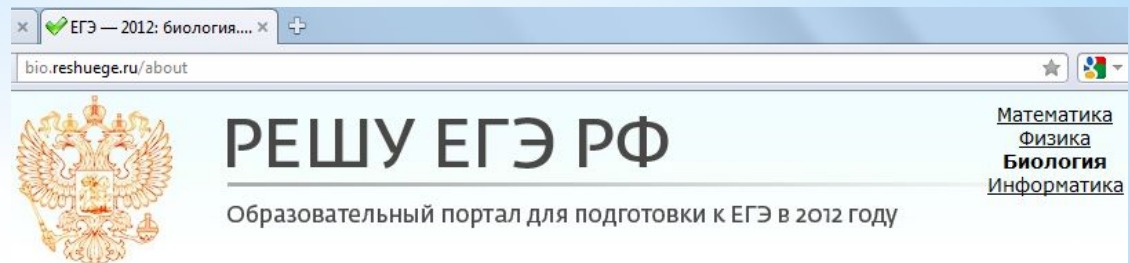 ЕГЭ — 2012: биология....
bio.reshuege.ru/about
РЕШУ ЕГЭ РФ
Образовательный портал для подготовки к ЕГЭ в 2012 году
Математика
Физика
Биология
Информатика